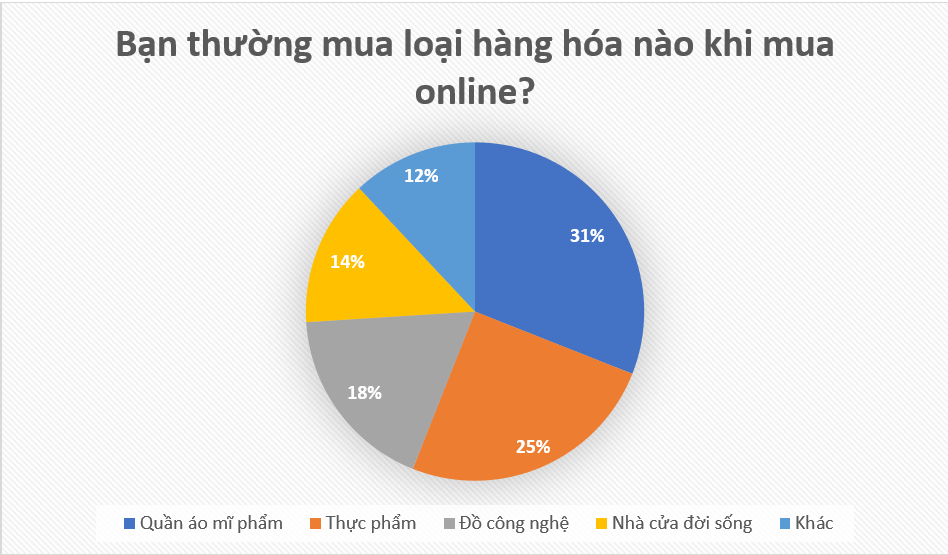 Bạn thường mua loại hàng hóa nào khi mua
online?
12%
31%
14%
18%
25%
Quần áo mĩ phẩm Thực phẩm Đồ công nghệ Nhà cửa đời sống Khác